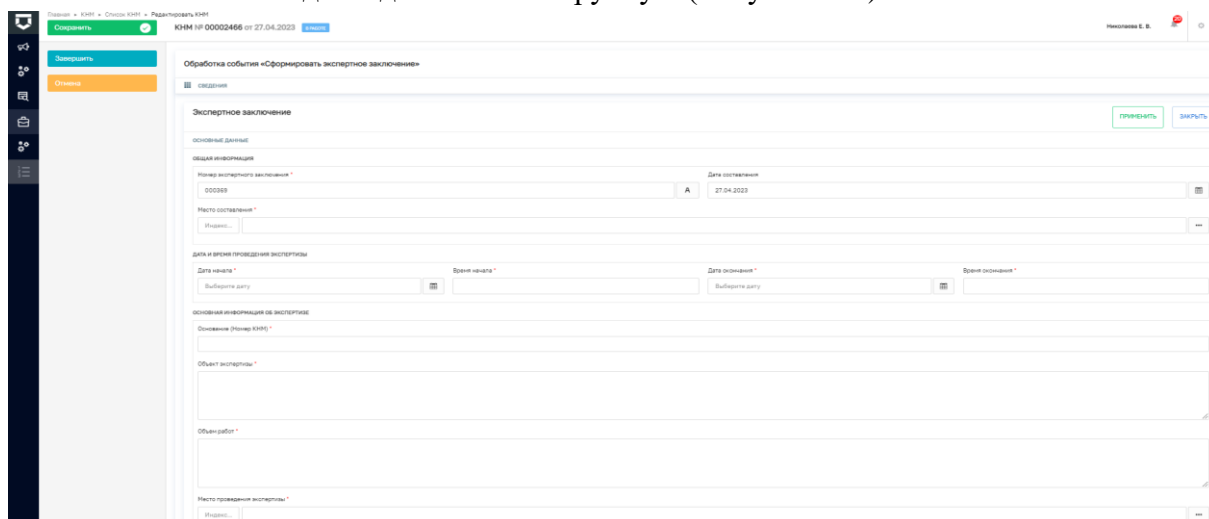 Главная • КНМ • Список КНМ • Редактировать КНМ
Сохранить
КНМ № 00002466 от 27.04.2023
В РАБОТЕ
Николаева Е. В.
20
Завершить
Отмена
Обработка события «Сформировать экспертное заключение»
СВЕДЕНИЯ
Экспертное заключение
ПРИМЕНИТЬ
ЗАКРЫТЬ
ОСНОВНЫЕ ДАННЫЕ
ОБЩАЯ ИНФОРМАЦИЯ
Номер экспертного заключения * Дата составления
000369 А 27.04.2023
Место составления *
Индекс...
ДАТА И ВРЕМЯ ПРОВЕДЕНИЯ ЭКСПЕРТИЗЫ
Дата начала * Время начала * Дата окончания * Время окончания *
Выберите дату Выберите дату
ОСНОВНАЯ ИНФОРМАЦИЯ ОБ ЭКСПЕРТИЗЕ
Основание (Номер КНМ) *
Объект экспертизы *
Объем работ *
Место проведения экспертизы *
Индекс...